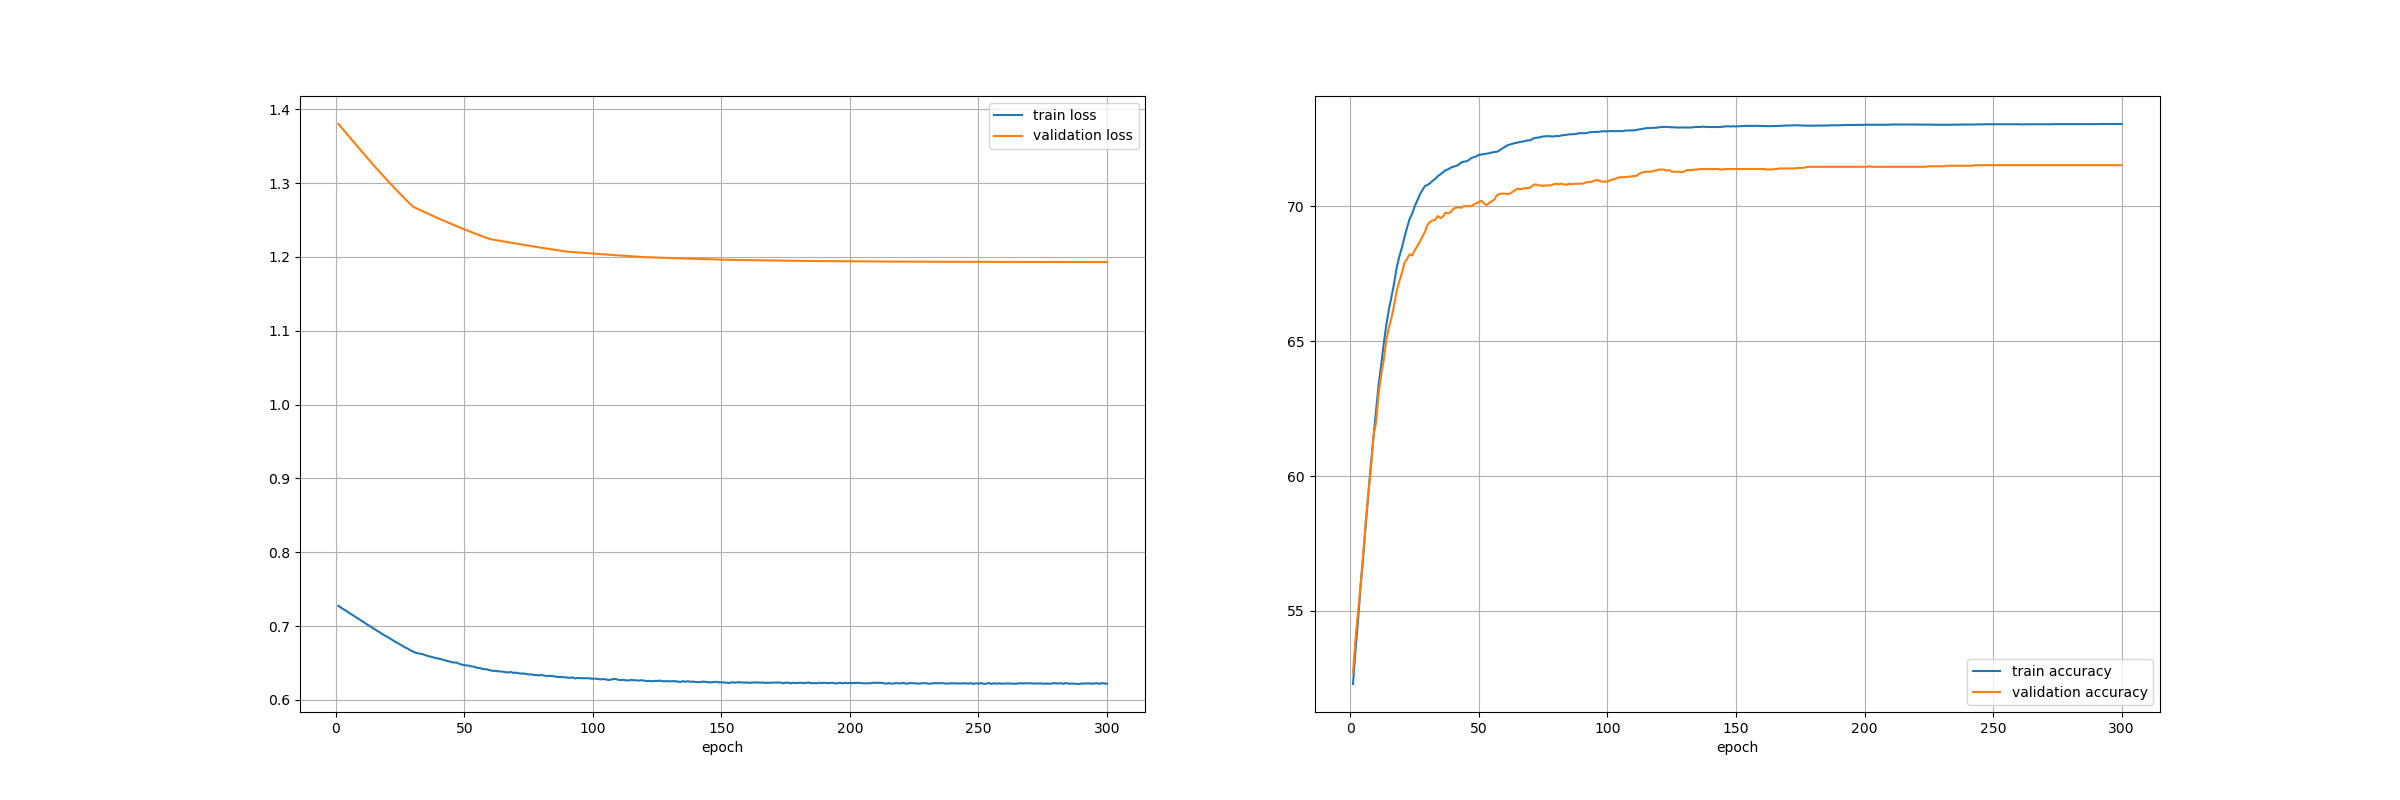 1.4
1.3
1.2
1.1
1.0
0.9
0.8
0.7
0.6
0 50 100 150 200 250 300
epoch
train loss
validation loss
70
65
60
55
0 50 100 150 200 250 300
epoch
train accuracy
validation accuracy